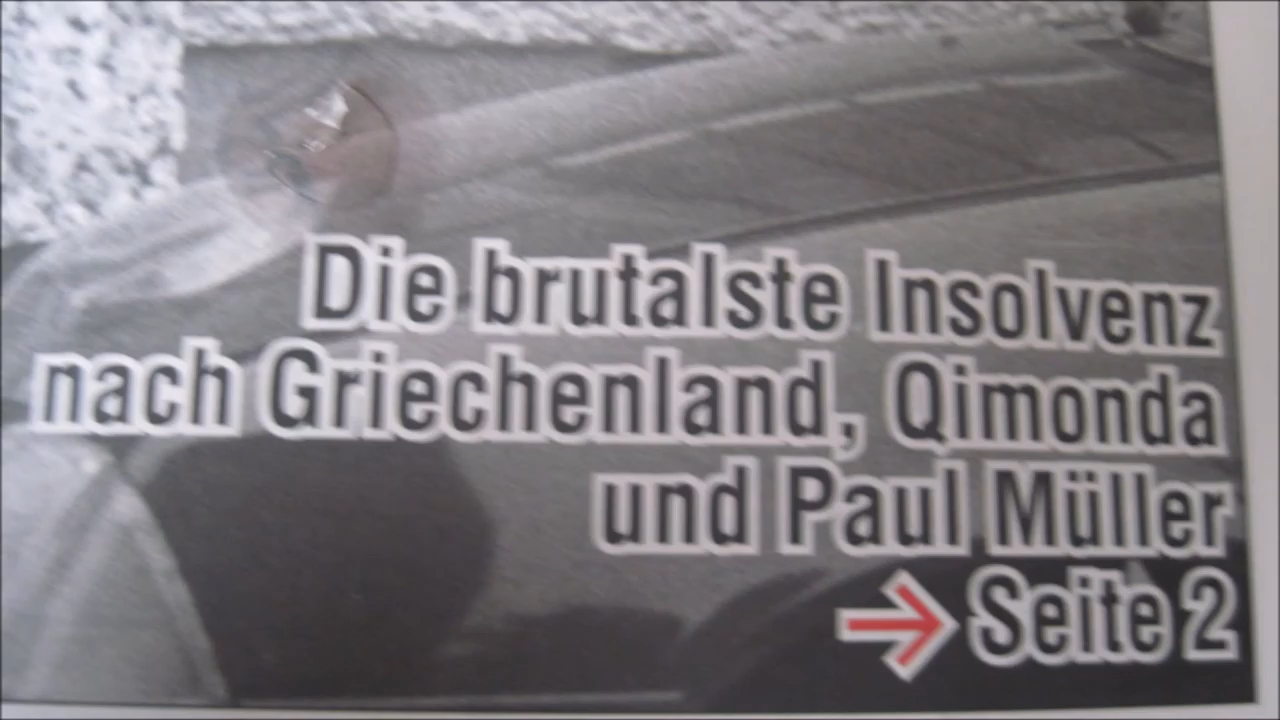 Die brutalste Insolvenz
nach Griechenland, Qimonda
und Paul Müller
→ Seite 2